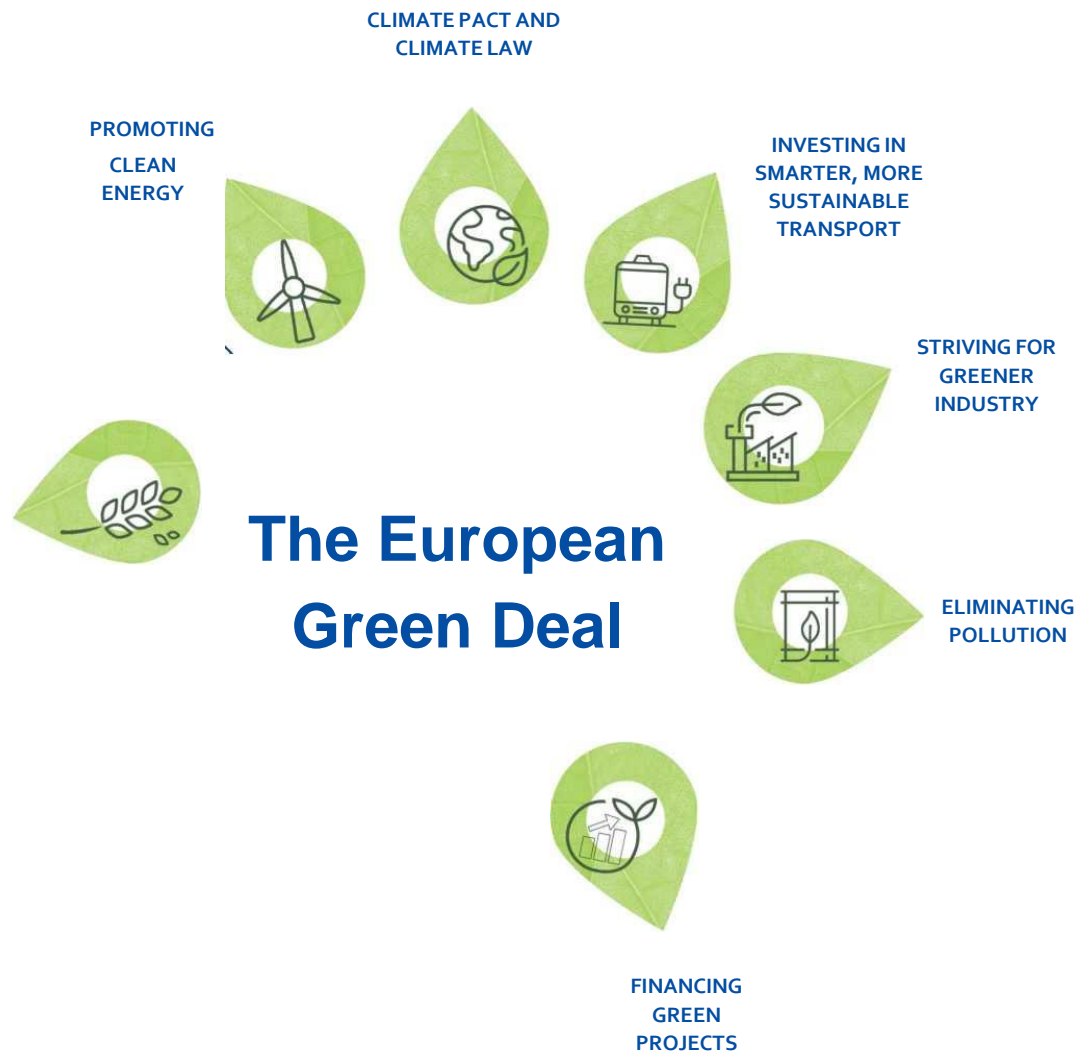 CLIMATE PACT AND
CLIMATE LAW
PROMOTING
CLEAN
ENERGY
INVESTING IN
SMARTER, MORE
SUSTAINABLE
TRANSPORT
STRIVING FOR
GREENER
INDUSTRY
The European
Green Deal
ELIMINATING
POLLUTION
FINANCING
GREEN
PROJECTS